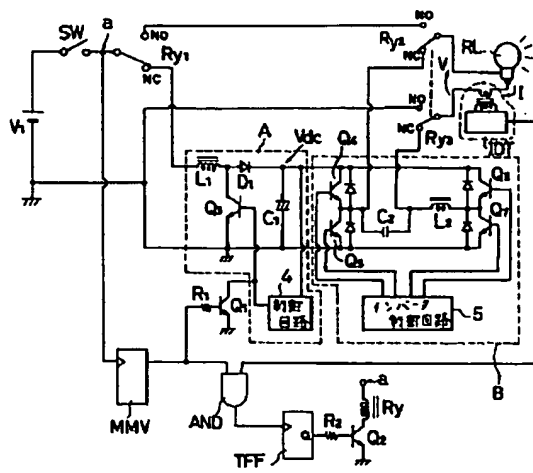 SW
a
NO
NC
Ry1
V1
NO
NC
Ry2
NO
NC
Ry3
V
RL
I
IDT
A
Vdc
L1
D1
Q3
C1
4
制御
回路
Q4
Q5
C2
L2
Q6
Q7
インバータ
制御回路
5
B
R1
Q1
MMV
AND
TFF
Q
R2
Q2
a
Ry